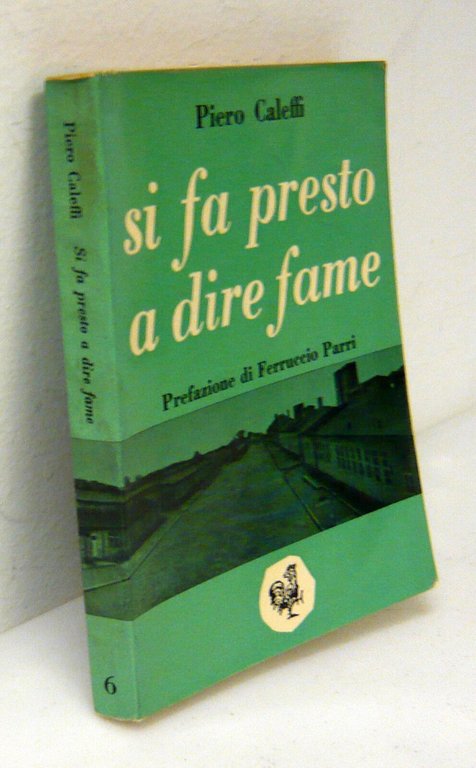 Piero Caleffi
si fa presto
a dire fame
Prefazione di Ferruccio Parri
Piero Caleffi Si fa presto a dire fame
6